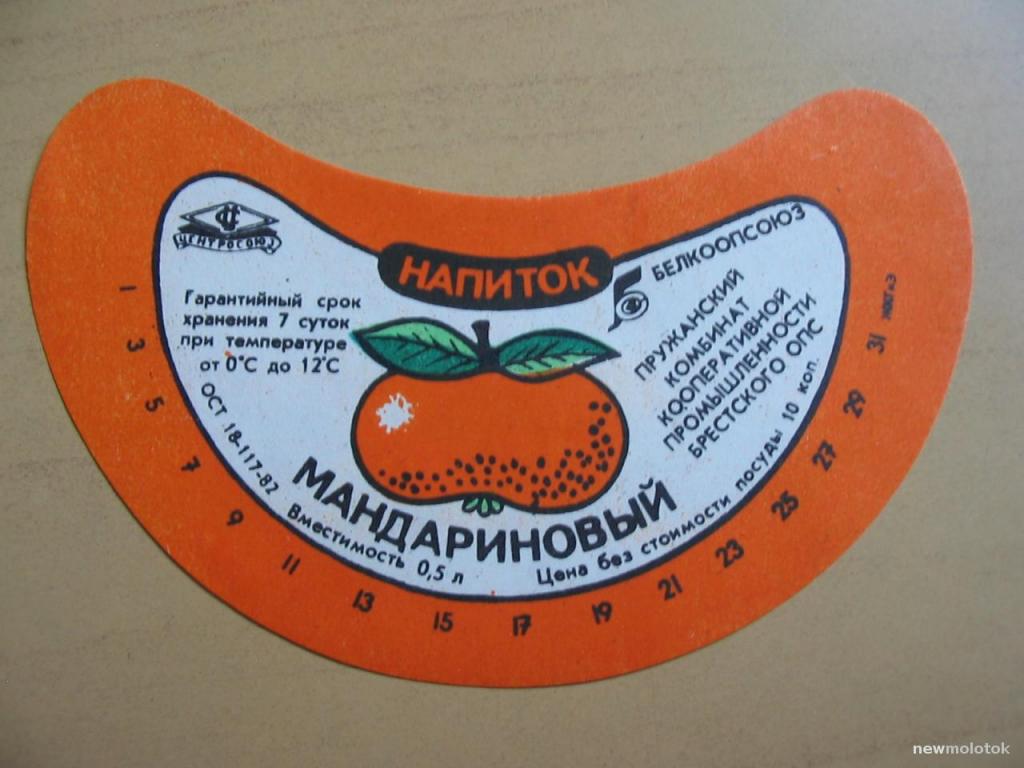 ЦЕНТРОСОЮЗ
НАПИТОК
БЕЛКООПСОЮЗ
Гарантийный срок
хранения 7 суток
при температуре
от 0°С до 12°С
ОСТ 18-117-82
ПРУЖАНСКИЙ
КОМБИНАТ
КООПЕРАТИВНОЙ
ПРОМЫШЛЕННОСТИ
БРЕСТСКОГО ОПС
МАНДАРИНОВЫЙ
Вместимость 0,5 л
Цена без стоимости посуды 10 коп.
1 3 5 7 9 11 13 15 17 19 21 23 25 27 29 31
newmolotok